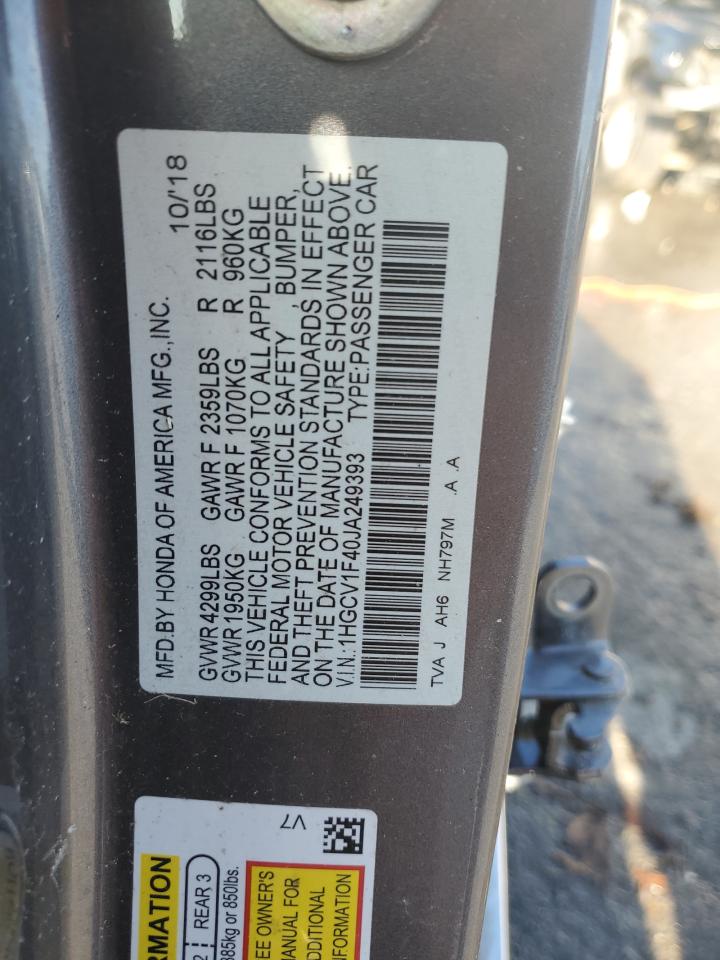 MFD.BY HONDA OF AMERICA MFG.,INC. 10/'18
GVWR 4299LBS GAWR F 2359LBS R 2116LBS
GVWR 1950KG GAWR F 1070KG R 960KG
THIS VEHICLE CONFORMS TO ALL APPLICABLE
FEDERAL MOTOR VEHICLE SAFETY , BUMPER,
AND THEFT PREVENTION STANDARDS IN EFFECT
ON THE DATE OF MANUFACTURE SHOWN ABOVE.
V.I.N.:1HGCV1F40JA249393 TYPE:PASSENGER CAR
TVA J AH6 NH797M .A .A
V7
RMATION
2 REAR 3
385kg or 850lbs.
EE OWNER'S
MANUAL FOR
ADDITIONAL
NFORMATION